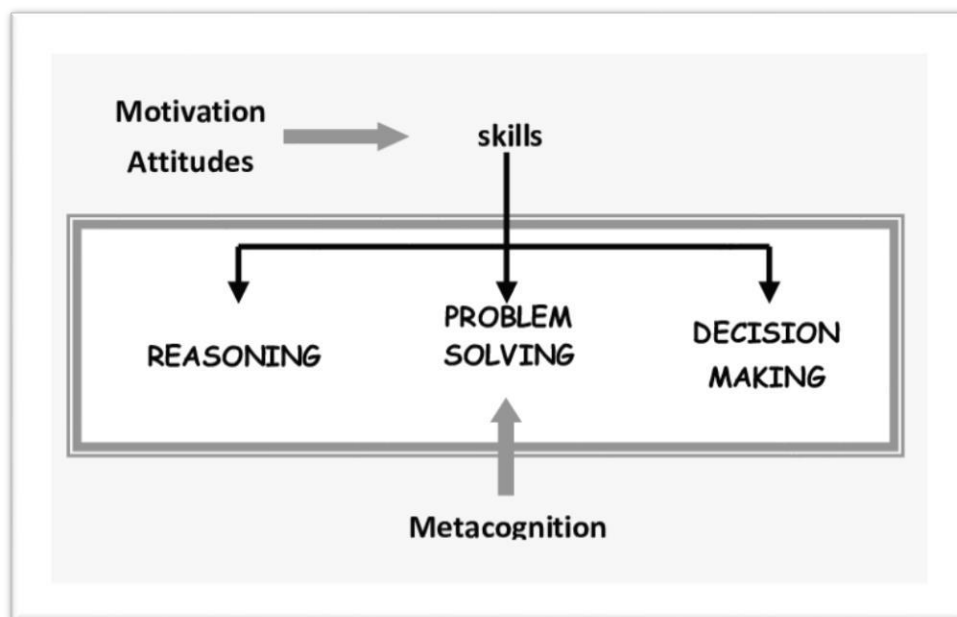 Motivation
Attitudes
skills
REASONING
PROBLEM
SOLVING
DECISION
MAKING
Metacognition